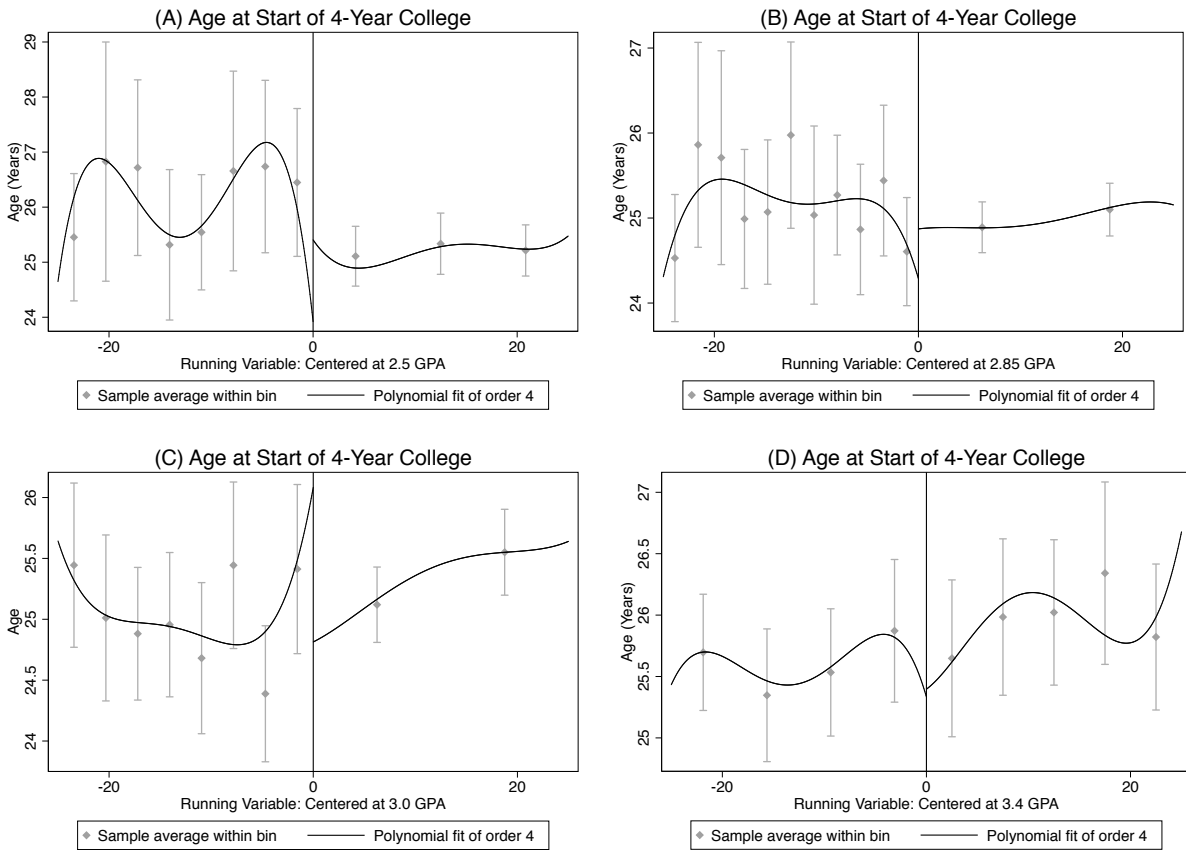 (A) Age at Start of 4-Year College
Age (Years)
29
28
27
26
25
24
-20 0 20
Running Variable: Centered at 2.5 GPA
Sample average within bin Polynomial fit of order 4
(B) Age at Start of 4-Year College
Age (Years)
27
26
25
24
-20 0 20
Running Variable: Centered at 2.85 GPA
Sample average within bin Polynomial fit of order 4
(C) Age at Start of 4-Year College
Age
26
25.5
25
24.5
24
-20 0 20
Running Variable: Centered at 3.0 GPA
Sample average within bin Polynomial fit of order 4
(D) Age at Start of 4-Year College
Age (Years)
27
26.5
26
25.5
25
-20 0 20
Running Variable: Centered at 3.4 GPA
Sample average within bin Polynomial fit of order 4